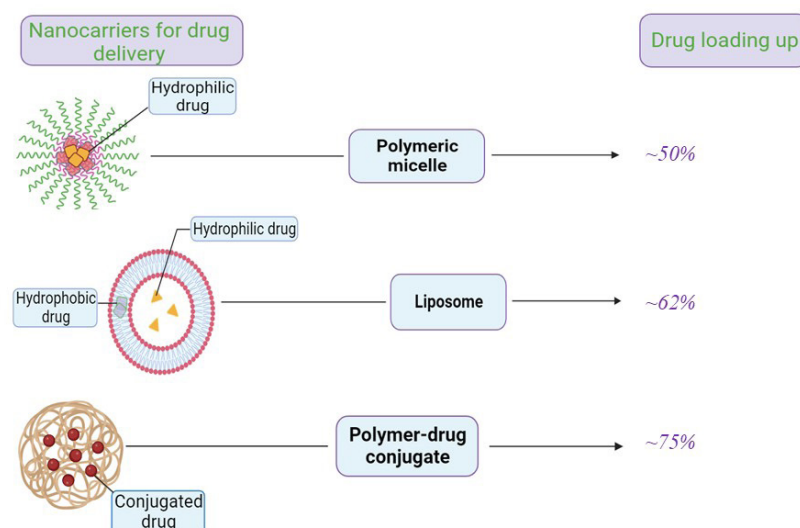 Nanocarriers for drug
delivery
Drug loading up
Hydrophilic
drug
Polymeric
micelle
~50%
Hydrophilic drug
Hydrophobic
drug
Liposome
~62%
Polymer-drug
conjugate
~75%
Conjugated
drug